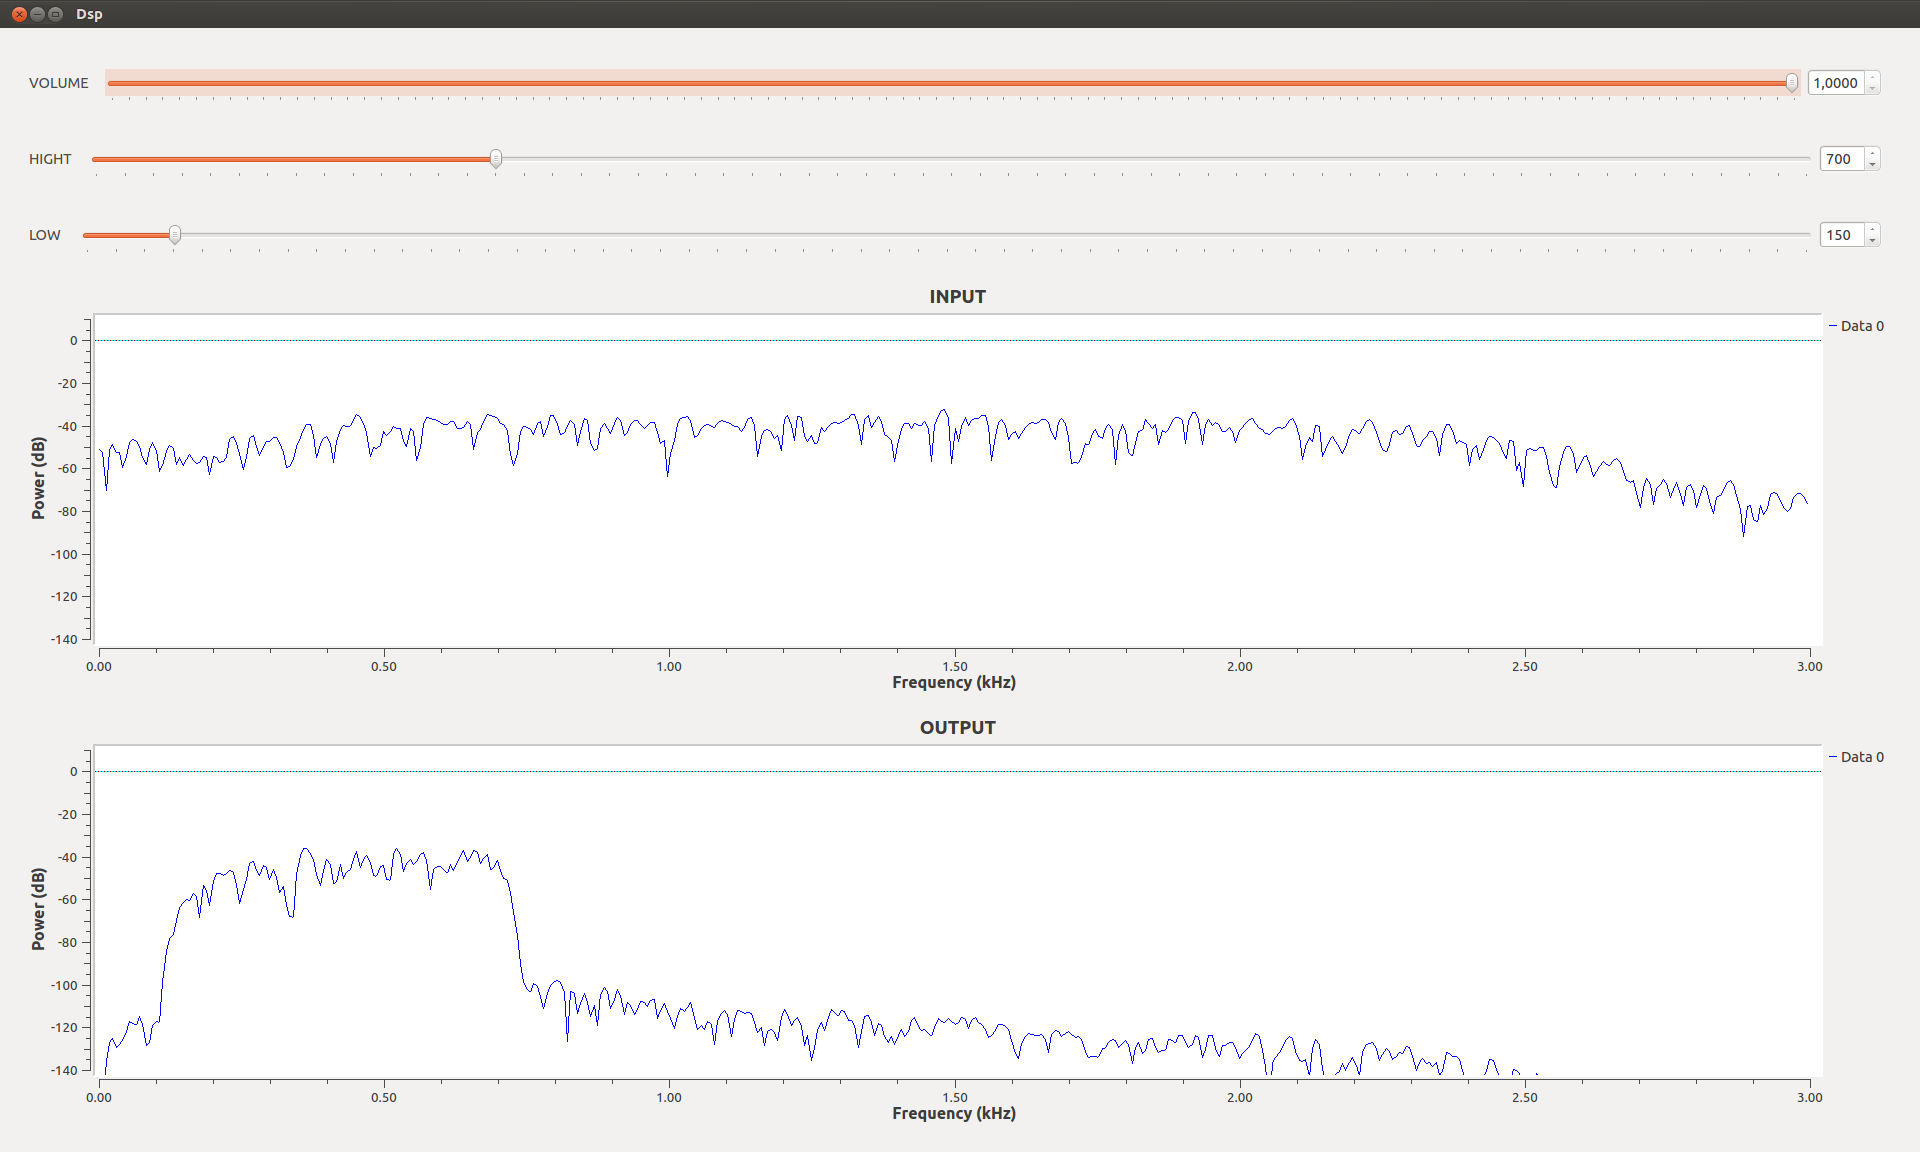 Dsp
VOLUME 1,0000
HIGHT 700
LOW 150
INPUT
Data 0
0
-20
-40
-60
-80
-100
-120
-140
Power (dB)
0.00 0.50 1.00 1.50 2.00 2.50 3.00
Frequency (kHz)
OUTPUT
Data 0
0
-20
-40
-60
-80
-100
-120
-140
Power (dB)
0.00 0.50 1.00 1.50 2.00 2.50 3.00
Frequency (kHz)